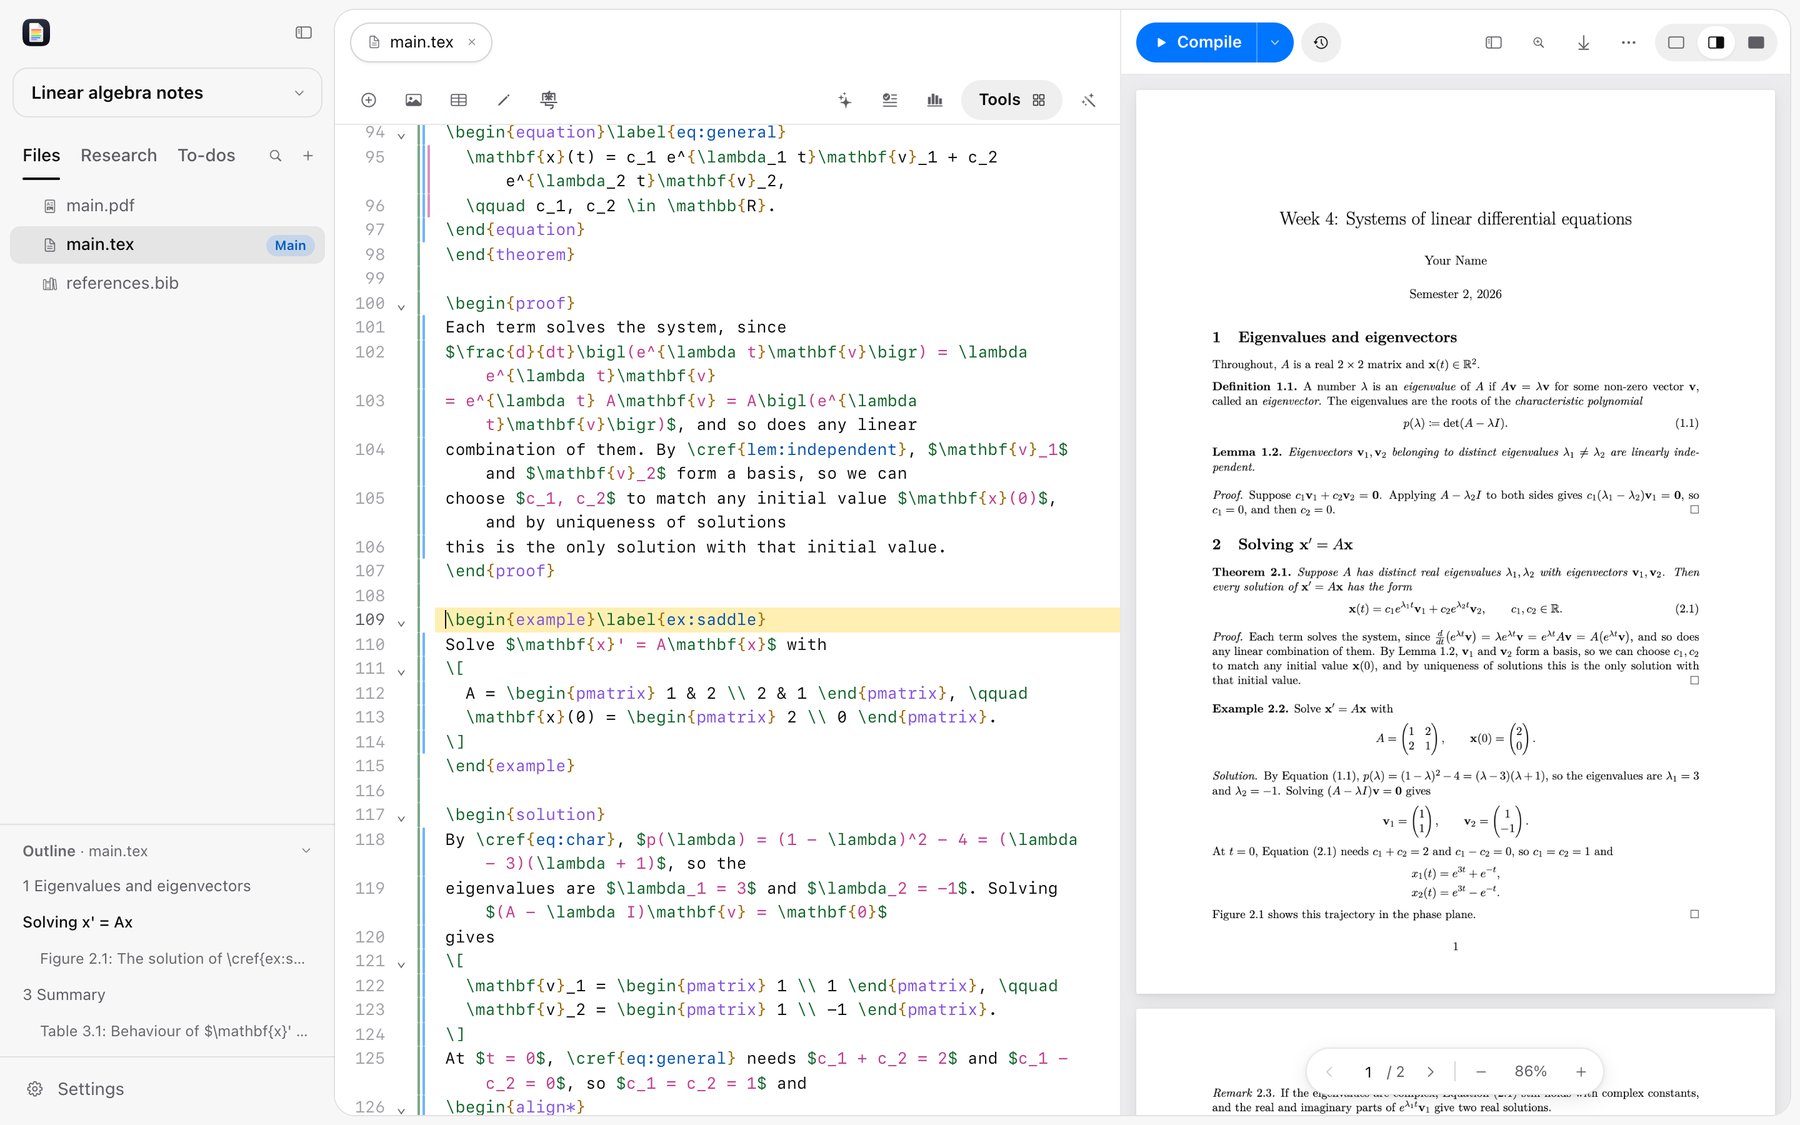 Linear algebra notes
Files Research To-dos
main.pdf
main.tex Main
references.bib
Outline · main.tex
1 Eigenvalues and eigenvectors
Solving x' = Ax
Figure 2.1: The solution of \cref{ex:s...
3 Summary
Table 3.1: Behaviour of $\mathbf{x}' ...
Settings
main.tex ×
Tools
94 \begin{equation}\label{eq:general}
95 \mathbf{x}(t) = c_1 e^{\lambda_1 t}\mathbf{v}_1 + c_2
e^{\lambda_2 t}\mathbf{v}_2,
96 \qquad c_1, c_2 \in \mathbb{R}.
97 \end{equation}
98 \end{theorem}
99
100 \begin{proof}
101 Each term solves the system, since
102 $\frac{d}{dt}\bigl(e^{\lambda t}\mathbf{v}\bigr) = \lambda
e^{\lambda t}\mathbf{v}
103 = e^{\lambda t} A\mathbf{v} = A\bigl(e^{\lambda
t}\mathbf{v}\bigr)$, and so does any linear
104 combination of them. By \cref{lem:independent}, $\mathbf{v}_1$
and $\mathbf{v}_2$ form a basis, so we can
105 choose $c_1, c_2$ to match any initial value $\mathbf{x}(0)$,
and by uniqueness of solutions
106 this is the only solution with that initial value.
107 \end{proof}
108
109 \begin{example}\label{ex:saddle}
110 Solve $\mathbf{x}' = A\mathbf{x}$ with
111 \[
112 A = \begin{pmatrix} 1 & 2 \\ 2 & 1 \end{pmatrix}, \qquad
113 \mathbf{x}(0) = \begin{pmatrix} 2 \\ 0 \end{pmatrix}.
114 \]
115 \end{example}
116
117 \begin{solution}
118 By \cref{eq:char}, $p(\lambda) = (1 - \lambda)^2 - 4 = (\lambda
- 3)(\lambda + 1)$, so the
119 eigenvalues are $\lambda_1 = 3$ and $\lambda_2 = -1$. Solving
$(A - \lambda I)\mathbf{v} = \mathbf{0}$
120 gives
121 \[
122 \mathbf{v}_1 = \begin{pmatrix} 1 \\ 1 \end{pmatrix}, \qquad
123 \mathbf{v}_2 = \begin{pmatrix} 1 \\ -1 \end{pmatrix}.
124 \]
125 At $t = 0$, \cref{eq:general} needs $c_1 + c_2 = 2$ and $c_1 -
c_2 = 0$, so $c_1 = c_2 = 1$ and
126 \begin{align*}
Compile
Week 4: Systems of linear differential equations
Your Name
Semester 2, 2026
1 Eigenvalues and eigenvectors
Throughout, A is a real 2 × 2 matrix and x(t) ∈ ℝ².
Definition 1.1. A number λ is an eigenvalue of A if Av = λv for some non-zero vector v,
called an eigenvector. The eigenvalues are the roots of the characteristic polynomial
p(λ) ≔ det(A − λI). (1.1)
Lemma 1.2. Eigenvectors v₁, v₂ belonging to distinct eigenvalues λ₁ ≠ λ₂ are linearly inde-
pendent.
Proof. Suppose c₁v₁ + c₂v₂ = 0. Applying A − λ₂I to both sides gives c₁(λ₁ − λ₂)v₁ = 0, so
c₁ = 0, and then c₂ = 0. □
2 Solving x′ = Ax
Theorem 2.1. Suppose A has distinct real eigenvalues λ₁, λ₂ with eigenvectors v₁, v₂. Then
every solution of x′ = Ax has the form
x(t) = c₁e^{λ₁t}v₁ + c₂e^{λ₂t}v₂, c₁, c₂ ∈ ℝ. (2.1)
Proof. Each term solves the system, since d/dt(e^{λt}v) = λe^{λt}v = e^{λt}Av = A(e^{λt}v), and so does
any linear combination of them. By Lemma 1.2, v₁ and v₂ form a basis, so we can choose c₁, c₂
to match any initial value x(0), and by uniqueness of solutions this is the only solution with
that initial value. □
Example 2.2. Solve x′ = Ax with
A = (1 2; 2 1), x(0) = (2; 0).
Solution. By Equation (1.1), p(λ) = (1 − λ)² − 4 = (λ − 3)(λ + 1), so the eigenvalues are λ₁ = 3
and λ₂ = −1. Solving (A − λI)v = 0 gives
v₁ = (1; 1), v₂ = (1; −1).
At t = 0, Equation (2.1) needs c₁ + c₂ = 2 and c₁ − c₂ = 0, so c₁ = c₂ = 1 and
x₁(t) = e^{3t} + e^{−t},
x₂(t) = e^{3t} − e^{−t}.
Figure 2.1 shows this trajectory in the phase plane. □
1
Remark 2.3. If the eigenvalues are complex, Equation (2.1) still holds with complex constants,
and the real and imaginary parts of e^{λ₁t}v₁ give two real solutions.
1 / 2 − 86% +